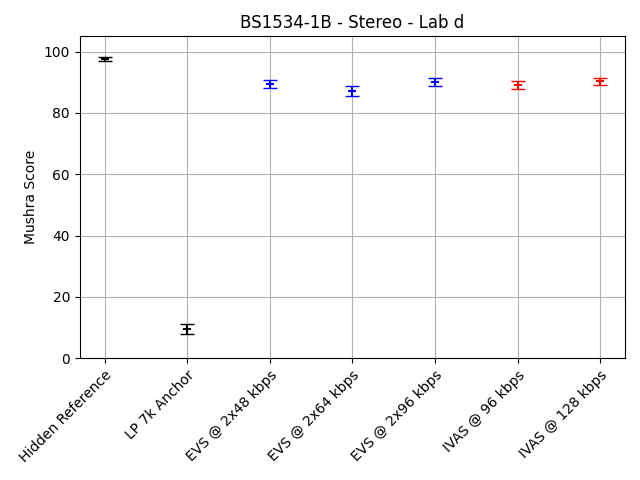 BS1534-1B - Stereo - Lab d
Mushra Score
100
80
60
40
20
0
Hidden Reference
LP 7k Anchor
EVS @ 2x48 kbps
EVS @ 2x64 kbps
EVS @ 2x96 kbps
IVAS @ 96 kbps
IVAS @ 128 kbps